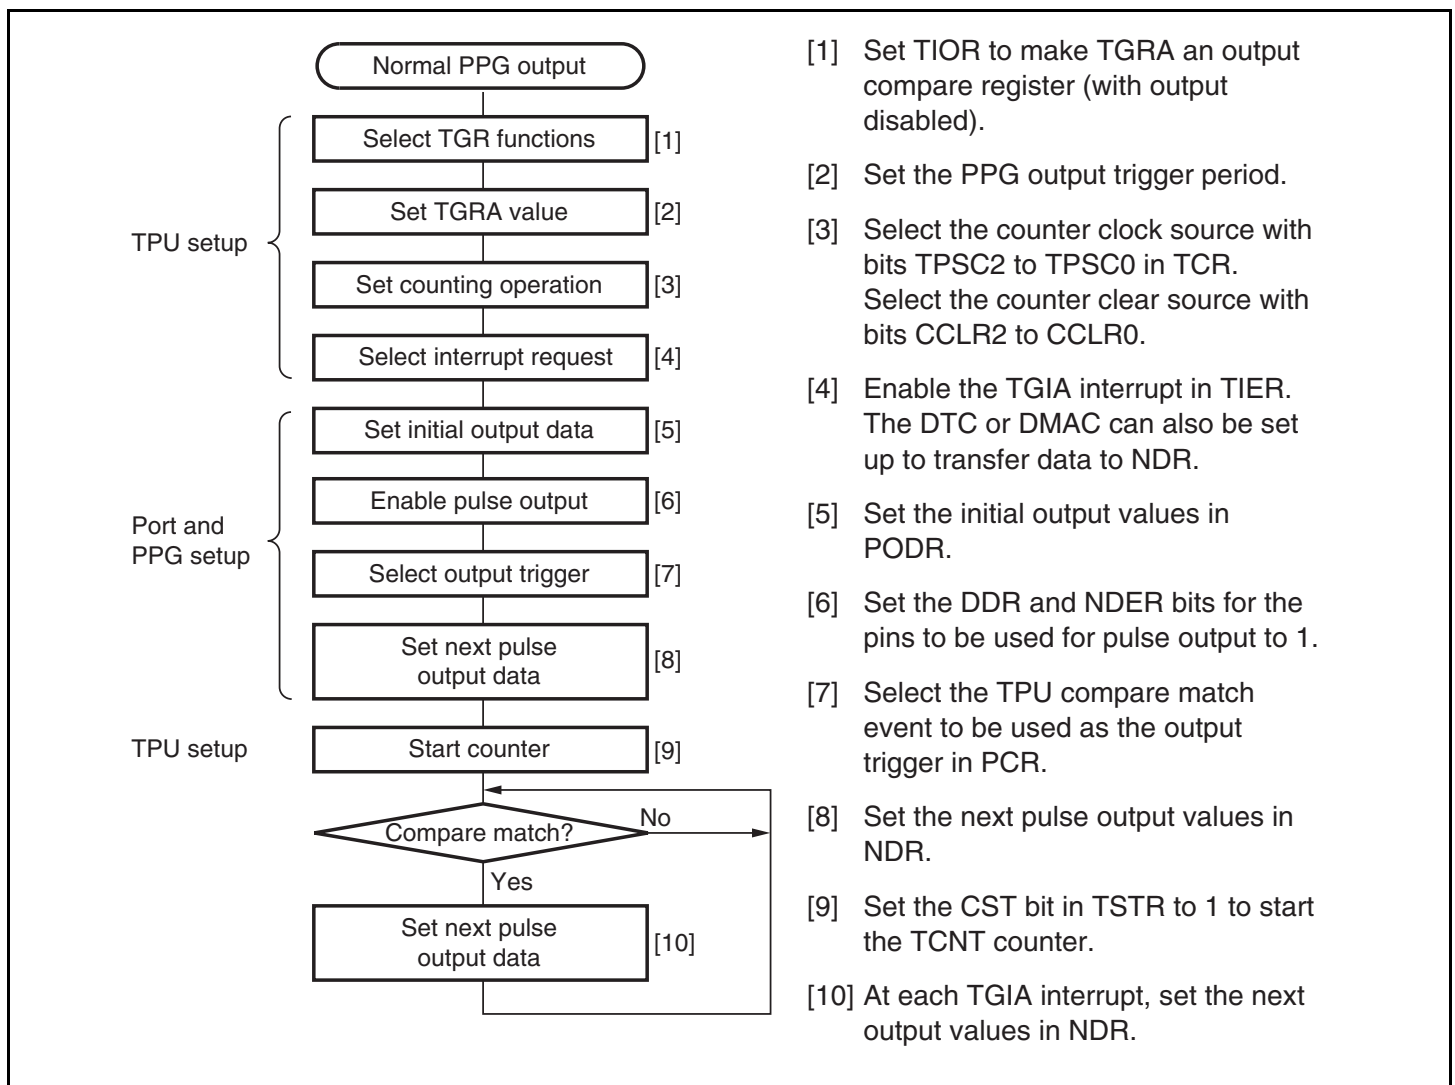 Normal PPG output
Select TGR functions [1]
Set TGRA value [2]
TPU setup
Set counting operation [3]
Select interrupt request [4]
Set initial output data [5]
Enable pulse output [6]
Port and
PPG setup
Select output trigger [7]
Set next pulse
output data
[8]
TPU setup
Start counter [9]
Compare match?
No
Yes
Set next pulse
output data
[10]
[1] Set TIOR to make TGRA an output
compare register (with output
disabled).
[2] Set the PPG output trigger period.
[3] Select the counter clock source with
bits TPSC2 to TPSC0 in TCR.
Select the counter clear source with
bits CCLR2 to CCLR0.
[4] Enable the TGIA interrupt in TIER.
The DTC or DMAC can also be set
up to transfer data to NDR.
[5] Set the initial output values in
PODR.
[6] Set the DDR and NDER bits for the
pins to be used for pulse output to 1.
[7] Select the TPU compare match
event to be used as the output
trigger in PCR.
[8] Set the next pulse output values in
NDR.
[9] Set the CST bit in TSTR to 1 to start
the TCNT counter.
[10] At each TGIA interrupt, set the next
output values in NDR.